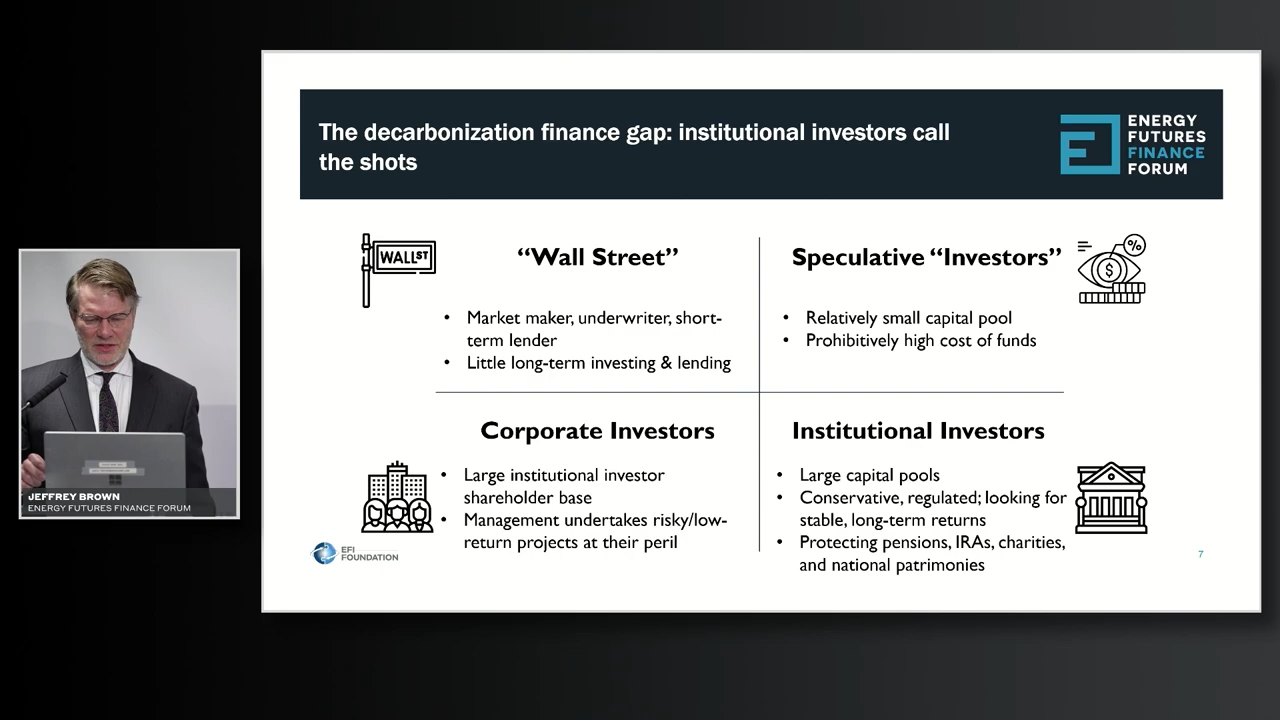 The decarbonization finance gap: institutional investors call
the shots
ENERGY
FUTURES
FINANCE
FORUM
WALL ST
“Wall Street”
• Market maker, underwriter, short-
term lender
• Little long-term investing & lending
Speculative “Investors”
%
$
• Relatively small capital pool
• Prohibitively high cost of funds
Corporate Investors
• Large institutional investor
shareholder base
• Management undertakes risky/low-
return projects at their peril
Institutional Investors
• Large capital pools
• Conservative, regulated; looking for
stable, long-term returns
• Protecting pensions, IRAs, charities,
and national patrimonies
EFI
FOUNDATION
7
JEFFREY BROWN
ENERGY FUTURES FINANCE FORUM